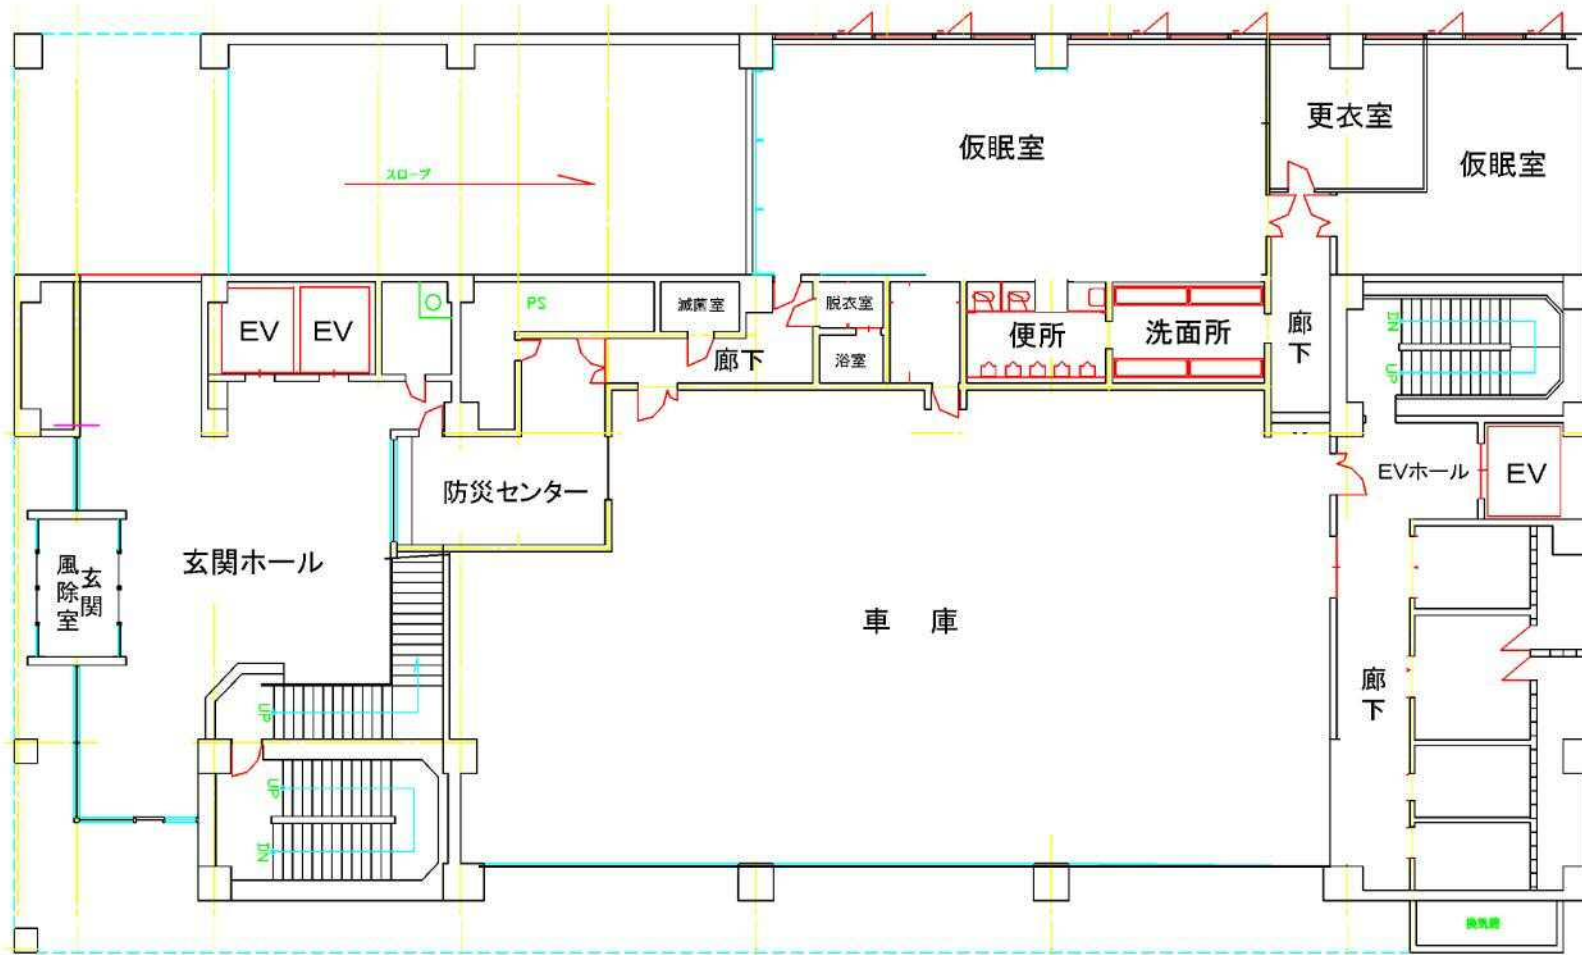 更衣室
仮眠室
仮眠室
スロープ
PS
滅菌室
脱衣室
EV
EV
便所
洗面所
廊下
DN
UP
廊下
浴室
EVホール
EV
防災センター
玄関ホール
玄関
風除室
車 庫
廊下
UP
UP
DN
換気塔